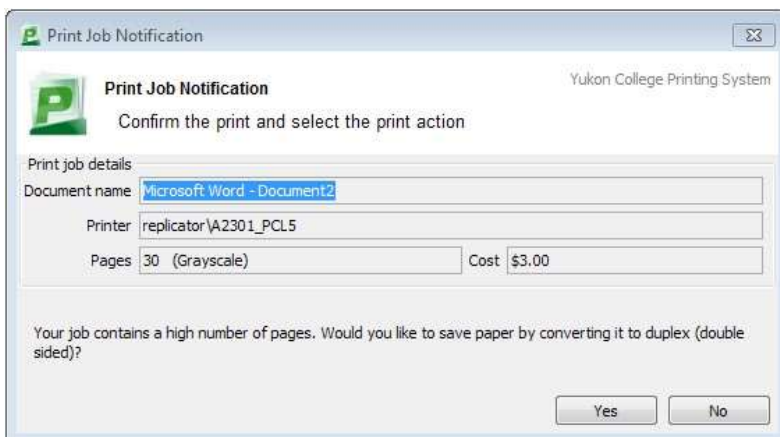 Print Job Notification
Print Job Notification
Yukon College Printing System
Confirm the print and select the print action
Print job details
Document name Microsoft Word - Document2
Printer replicator\A2301_PCL5
Pages 30 (Grayscale) Cost $3.00
Your job contains a high number of pages. Would you like to save paper by converting it to duplex (double
sided)?
Yes No